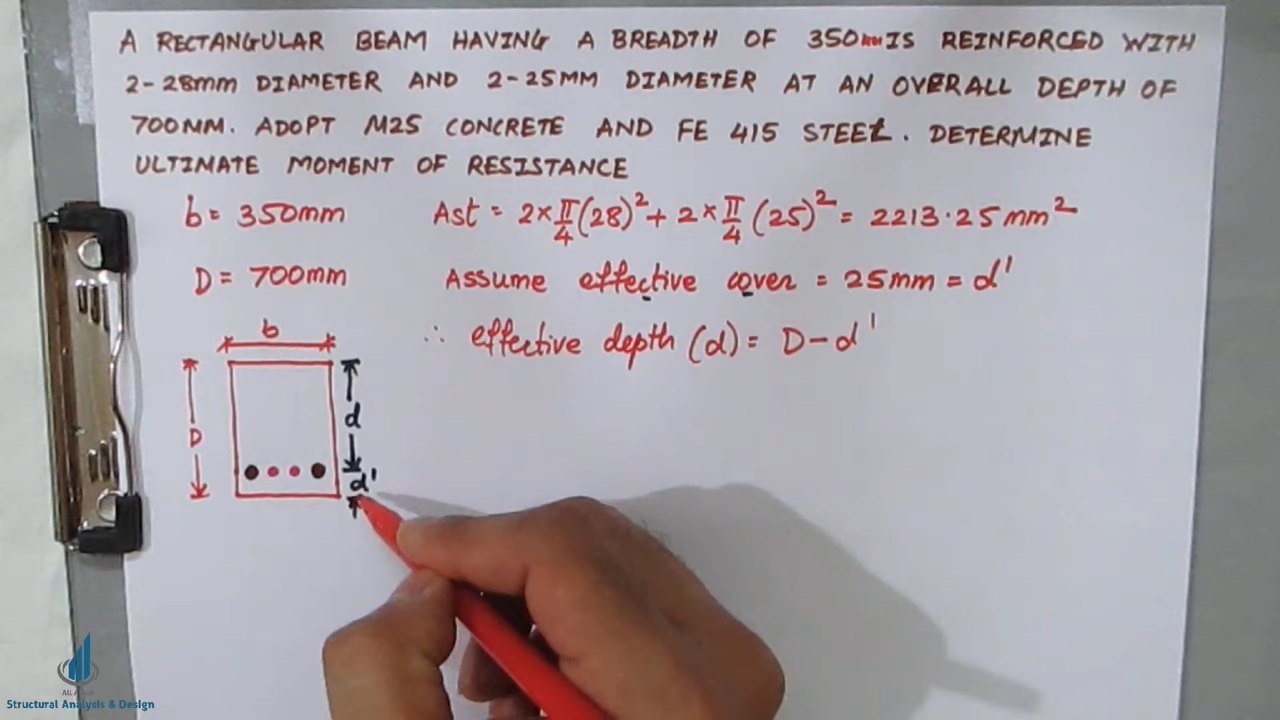 A RECTANGULAR BEAM HAVING A BREADTH OF 350mm IS REINFORCED WITH
2-28mm DIAMETER AND 2-25MM DIAMETER AT AN OVERALL DEPTH OF
700MM. ADOPT M25 CONCRETE AND FE 415 STEEL. DETERMINE
ULTIMATE MOMENT OF RESISTANCE
b= 350mm Ast = 2×π/4(28)²+ 2×π/4(25)² = 2213.25mm²
D= 700mm Assume effective cover = 25mm = d'
∴ effective depth (d) = D-d'
b
d
D
d'
Structural Analysis & Design